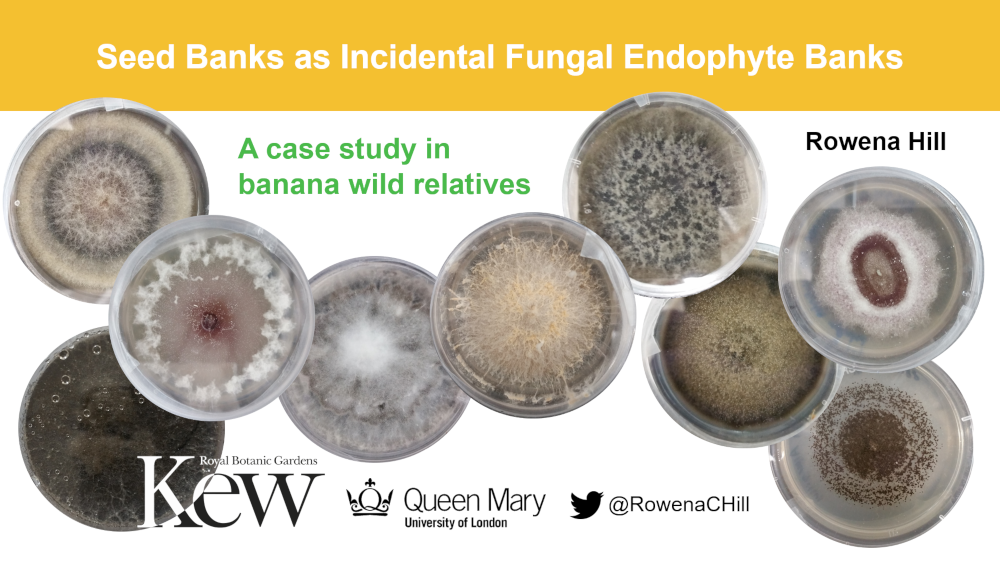 Seed Banks as Incidental Fungal Endophyte Banks
A case study in
banana wild relatives
Rowena Hill
Royal Botanic Gardens
Kew
Queen Mary
University of London
@RowenaCHill